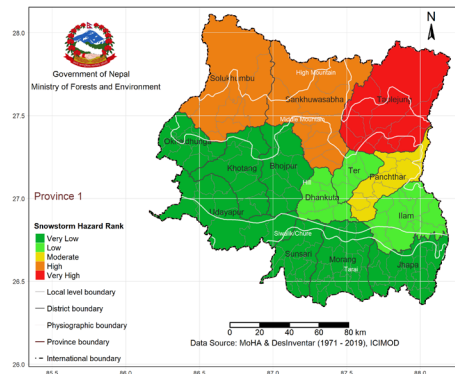 Government of Nepal
Ministry of Forests and Environment
N
28.0
27.5
27.0
26.5
26.0
Solukhumbu
High Mountain
Sankhuwasabha
Taplejung
Middle Mountain
Okhaldhunga
Khotang
Bhojpur
Ter
Panchthar
Hill
Dhankuta
Udayapur
Ilam
Siwalik/Chure
Sunsari
Morang
Jhapa
Tarai
Province 1
Snowstorm Hazard Rank
Very Low
Low
Moderate
High
Very High
Local level boundary
District boundary
Physiographic boundary
Province boundary
International boundary
0 20 40 60 80 km
Data Source: MoHA & DesInventar (1971 - 2019), ICIMOD
85.5 86.0 86.5 87.0 87.5 88.0